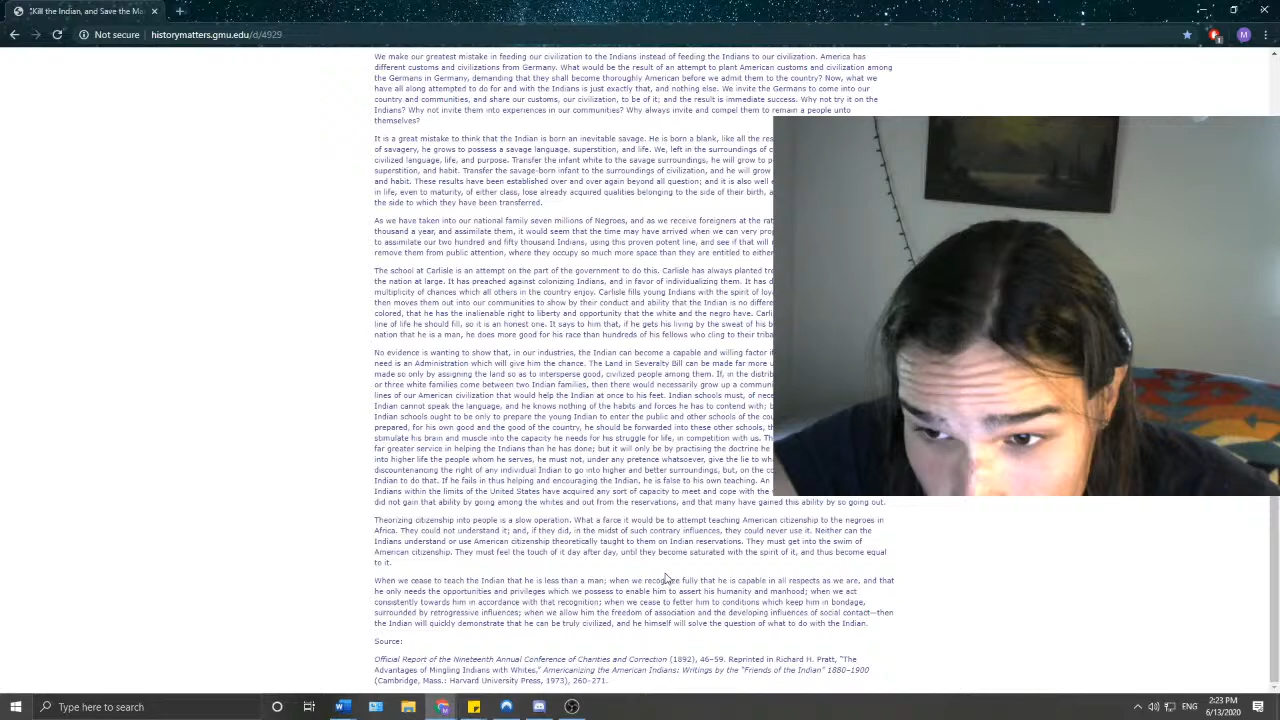 "Kill the Indian, and Save the Ma
Not secure historymatters.gmu.edu/d/4929
We make our greatest mistake in feeding our civilization to the Indians instead of feeding the Indians to our civilization. America has
different customs and civilizations from Germany. What would be the result of an attempt to plant American customs and civilization among
the Germans in Germany, demanding that they shall become thoroughly American before we admit them to the country? Now, what we
have all along attempted to do for and with the Indians is just exactly that, and nothing else. We invite the Germans to come into our
country and communities, and share our customs, our civilization, to be of it; and the result is immediate success. Why not try it on the
Indians? Why not invite them into experiences in our communities? Why always invite and compel them to remain a people unto
themselves?
It is a great mistake to think that the Indian is born an inevitable savage. He is born a blank, like all the res
of savagery, he grows to possess a savage language, superstition, and life. We, left in the surroundings of c
civilized language, life, and purpose. Transfer the infant white to the savage surroundings, he will grow to p
superstition, and habit. Transfer the savage-born infant to the surroundings of civilization, and he will grow
and habit. These results have been established over and over again beyond all question; and it is also well e
in life, even to maturity, of either class, lose already acquired qualities belonging to the side of their birth, a
the side to which they have been transferred.
As we have taken into our national family seven millions of Negroes, and as we receive foreigners at the rat
thousand a year, and assimilate them, it would seem that the time may have arrived when we can very prop
to assimilate our two hundred and fifty thousand Indians, using this proven potent line, and see if that will
remove them from public attention, where they occupy so much more space than they are entitled to either
The school at Carlisle is an attempt on the part of the government to do this. Carlisle has always planted tre
the nation at large. It has preached against colonizing Indians, and in favor of individualizing them. It has d
multiplicity of chances which all others in the country enjoy. Carlisle fills young Indians with the spirit of loy
then moves them out into our communities to show by their conduct and ability that the Indian is no differe
colored, that he has the inalienable right to liberty and opportunity that the white and the negro have. Carli
line of life he should fill, so it is an honest one. It says to him that, if he gets his living by the sweat of his b
nation that he is a man, he does more good for his race than hundreds of his fellows who cling to their triba
No evidence is wanting to show that, in our industries, the Indian can become a capable and willing factor i
need is an Administration which will give him the chance. The Land in Severalty Bill can be made far more u
made so only by assigning the land so as to intersperse good, civilized people among them. If, in the distrib
or three white families come between two Indian families, then there would necessarily grow up a communi
lines of our American civilization that would help the Indian at once to his feet. Indian schools must, of nece
Indian cannot speak the language, and he knows nothing of the habits and forces he has to contend with; b
Indian schools ought to be only to prepare the young Indian to enter the public and other schools of the cou
prepared, for his own good and the good of the country, he should be forwarded into these other schools, th
stimulate his brain and muscle into the capacity he needs for his struggle for life, in competition with us. Th
far greater service in helping the Indians than he has done; but it will only be by practising the doctrine he
into higher life the people whom he serves, he must not, under any pretence whatsoever, give the lie to wh
discountenancing the right of any individual Indian to go into higher and better surroundings, but, on the co
Indian to do that. If he fails in thus helping and encouraging the Indian, he is false to his own teaching. An
Indians within the limits of the United States have acquired any sort of capacity to meet and cope with the
did not gain that ability by going among the whites and out from the reservations, and that many have gained this ability by so going out.
Theorizing citizenship into people is a slow operation. What a farce it would be to attempt teaching American citizenship to the negroes in
Africa. They could not understand it; and, if they did, in the midst of such contrary influences, they could never use it. Neither can the
Indians understand or use American citizenship theoretically taught to them on Indian reservations. They must get into the swim of
American citizenship. They must feel the touch of it day after day, until they become saturated with the spirit of it, and thus become equal
to it.
When we cease to teach the Indian that he is less than a man; when we recognize fully that he is capable in all respects as we are, and that
he only needs the opportunities and privileges which we possess to enable him to assert his humanity and manhood; when we act
consistently towards him in accordance with that recognition; when we cease to fetter him to conditions which keep him in bondage,
surrounded by retrogressive influences; when we allow him the freedom of association and the developing influences of social contact—then
the Indian will quickly demonstrate that he can be truly civilized, and he himself will solve the question of what to do with the Indian.
Source:
Official Report of the Nineteenth Annual Conference of Charities and Correction (1892), 46–59. Reprinted in Richard H. Pratt, "The
Advantages of Mingling Indians with Whites," Americanizing the American Indians: Writings by the "Friends of the Indian" 1880–1900
(Cambridge, Mass.: Harvard University Press, 1973), 260–271.
Type here to search
ENG
2:23 PM
6/13/2020